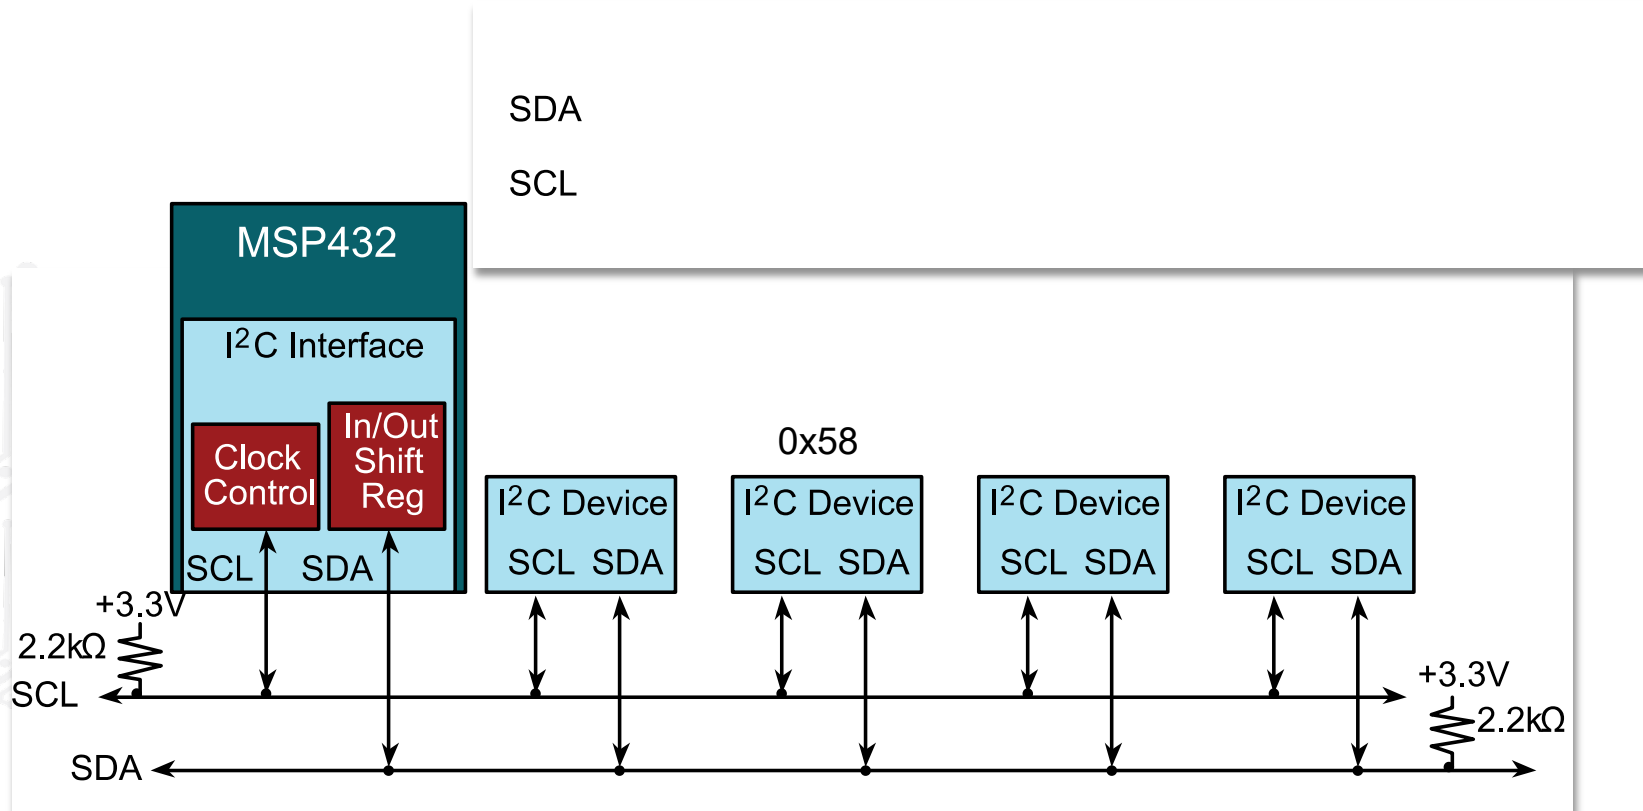 SDA
SCL
MSP432
I²C Interface
Clock
Control
In/Out
Shift
Reg
SCL SDA
0x58
I²C Device
SCL SDA
I²C Device
SCL SDA
I²C Device
SCL SDA
I²C Device
SCL SDA
+3.3V
2.2kΩ
SCL
+3.3V
2.2kΩ
SDA